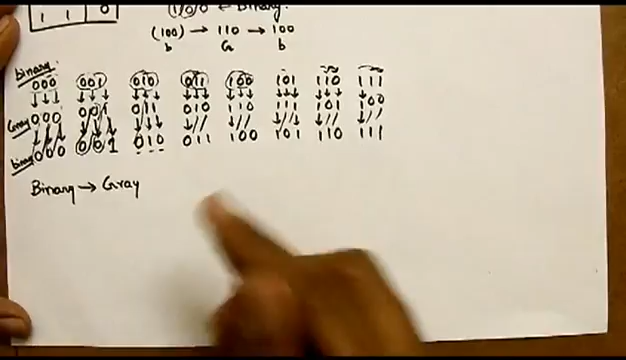 1 1 0
(100) ← Binary.
(100) → 110 → 100
b G b
binary:
000 001 010 011 100 101 110 111
Gray 000 001 011 010 110 111 101 100
binary 000 001 010 011 100 101 110 111
Binary → Gray